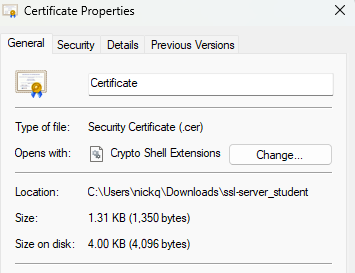 Certificate Properties
General Security Details Previous Versions
Certificate
Type of file: Security Certificate (.cer)
Opens with: Crypto Shell Extensions Change...
Location: C:\Users\nickq\Downloads\ssl-server_student
Size: 1.31 KB (1,350 bytes)
Size on disk: 4.00 KB (4,096 bytes)